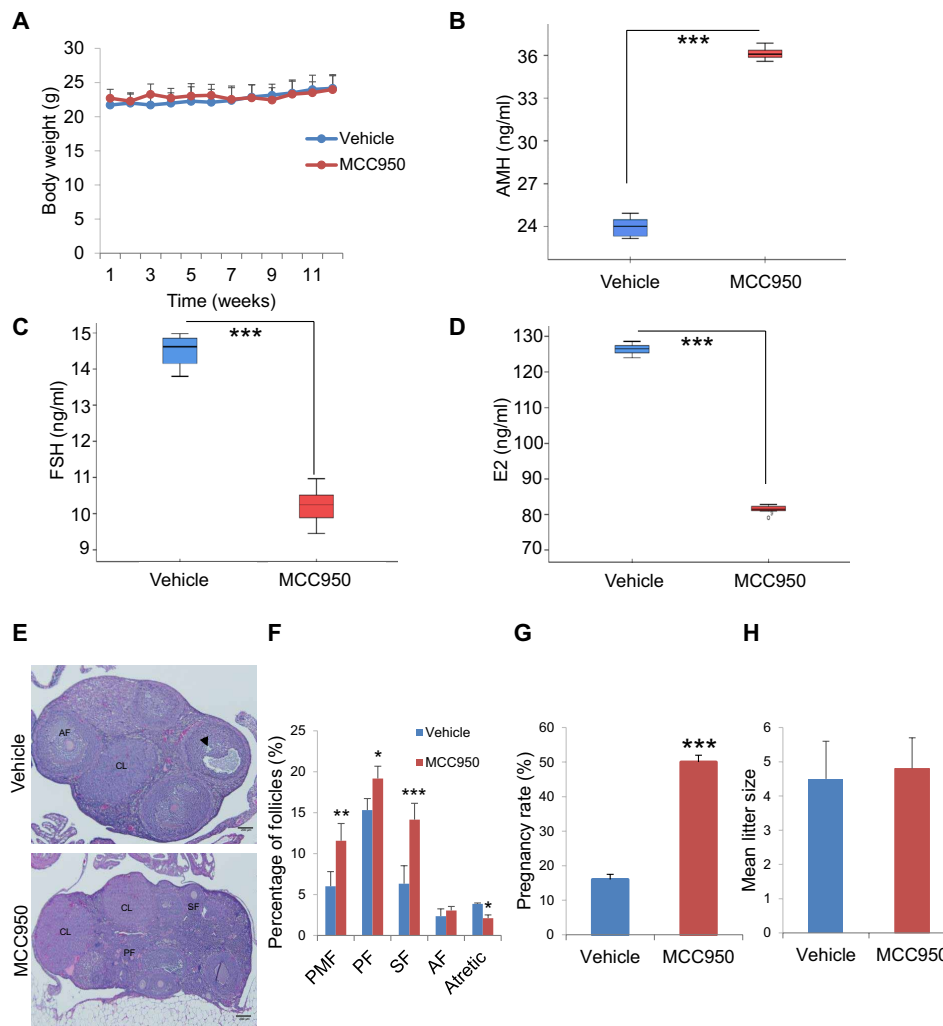 A
Body weight (g)
30
25
20
15
10
5
0
1 3 5 7 9 11
Time (weeks)
Vehicle
MCC950
B
AMH (ng/ml)
36
33
27
24
***
Vehicle MCC950
C
FSH (ng/ml)
15
14
13
12
11
10
9
***
Vehicle MCC950
D
E2 (ng/ml)
130
120
110
100
90
80
70
***
Vehicle MCC950
E
Vehicle
AF
CL
MCC950
CL
CL
SF
PF
F
Percentage of follicles (%)
25
20
15
10
5
0
Vehicle
MCC950
**
*
***
*
PMF PF SF AF Atretic
G
Pregnancy rate (%)
60
50
40
30
20
10
0
***
Vehicle MCC950
H
Mean litter size
6
5
4
3
2
1
0
Vehicle MCC950